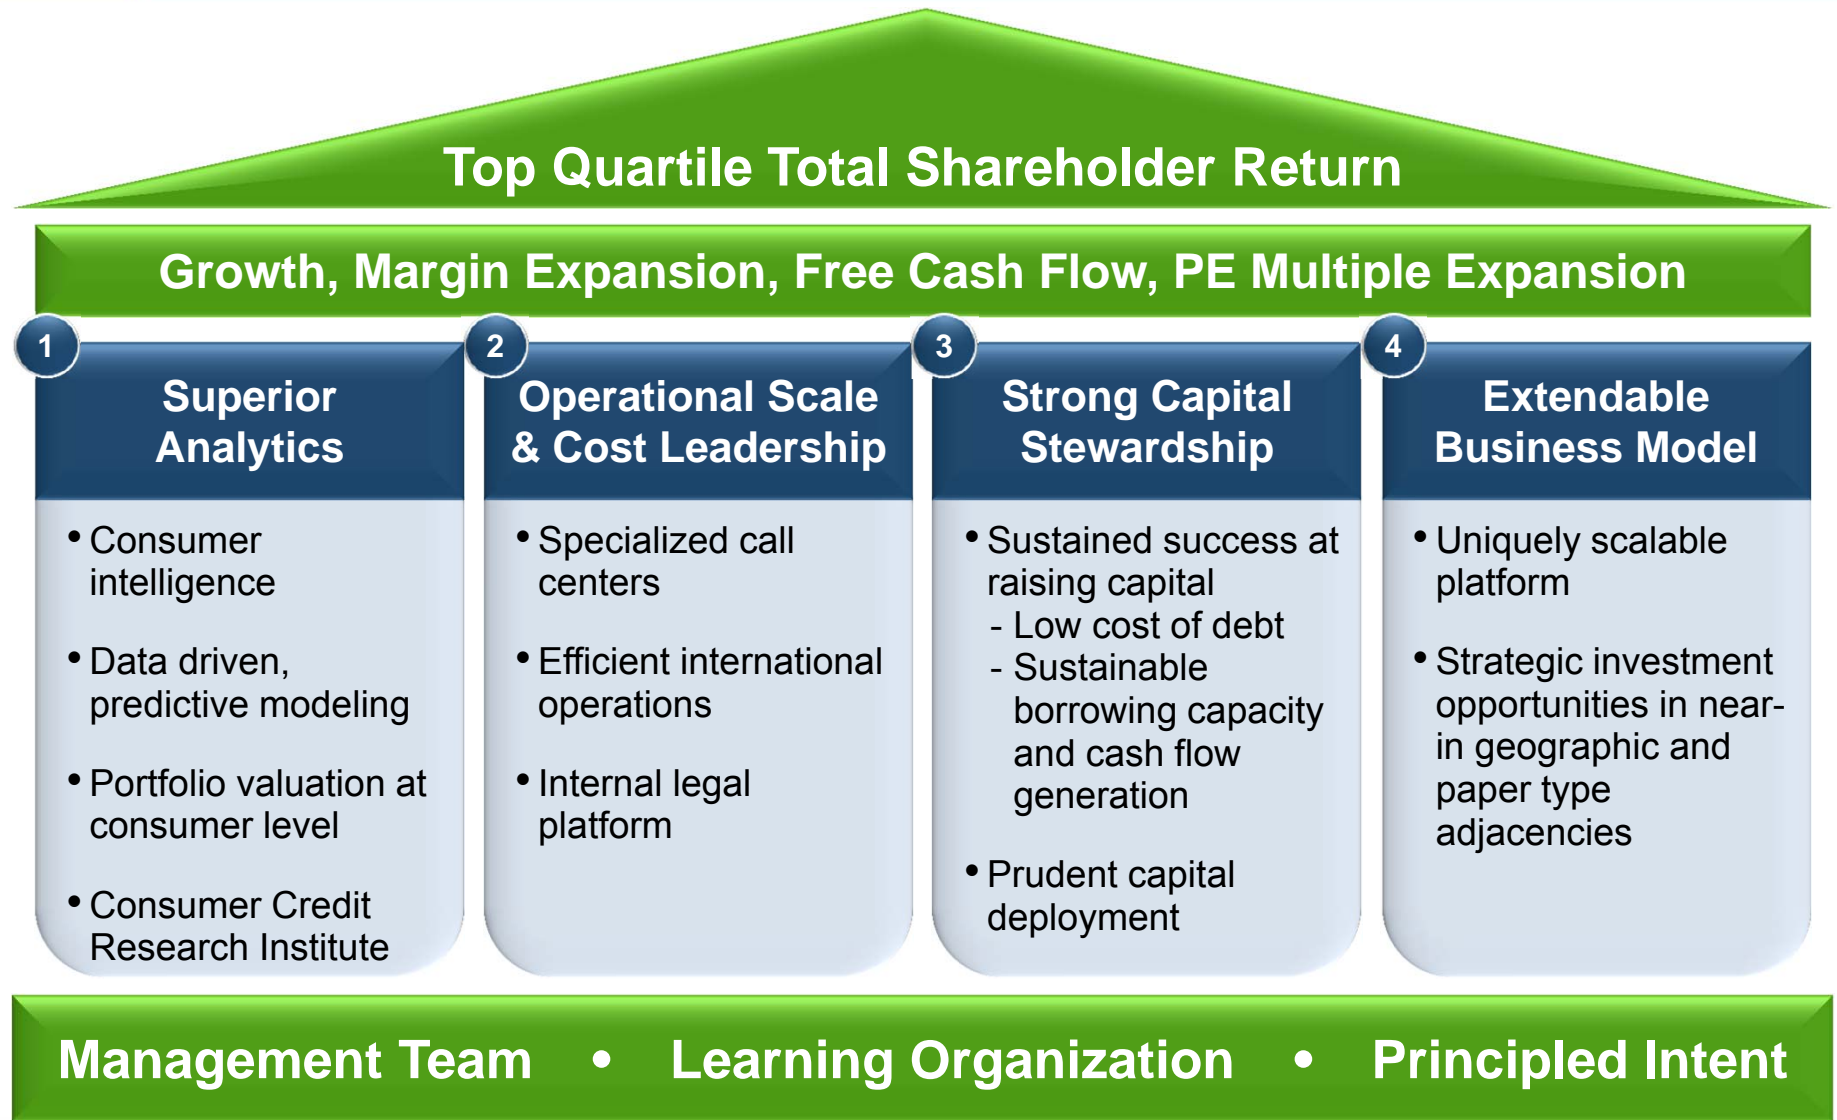 Top Quartile Total Shareholder Return
Growth, Margin Expansion, Free Cash Flow, PE Multiple Expansion
1
Superior
Analytics
• Consumer
intelligence
• Data driven,
predictive modeling
• Portfolio valuation at
consumer level
• Consumer Credit
Research Institute
2
Operational Scale
& Cost Leadership
• Specialized call
centers
• Efficient international
operations
• Internal legal
platform
3
Strong Capital
Stewardship
• Sustained success at
raising capital
- Low cost of debt
- Sustainable
borrowing capacity
and cash flow
generation
• Prudent capital
deployment
4
Extendable
Business Model
• Uniquely scalable
platform
• Strategic investment
opportunities in near-
in geographic and
paper type
adjacencies
Management Team • Learning Organization • Principled Intent